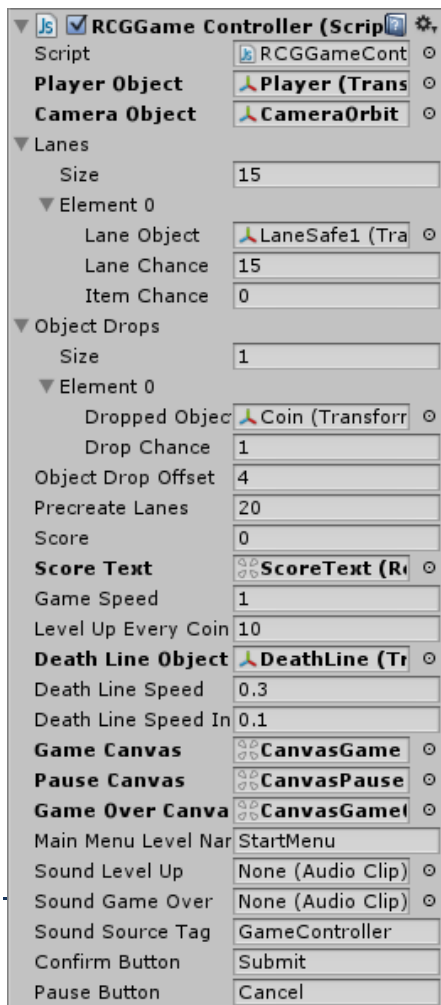 RCGGame Controller (Scrip
Script RCGGameCont
Player Object Player (Trans
Camera Object CameraOrbit
Lanes
Size 15
Element 0
Lane Object LaneSafe1 (Tra
Lane Chance 15
Item Chance 0
Object Drops
Size 1
Element 0
Dropped Objec Coin (Transforr
Drop Chance 1
Object Drop Offset 4
Precreate Lanes 20
Score 0
Score Text ScoreText (Re
Game Speed 1
Level Up Every Coin 10
Death Line Object DeathLine (Tr
Death Line Speed 0.3
Death Line Speed In 0.1
Game Canvas CanvasGame
Pause Canvas CanvasPause
Game Over Canva CanvasGame(
Main Menu Level Nar StartMenu
Sound Level Up None (Audio Clip)
Sound Game Over None (Audio Clip)
Sound Source Tag GameController
Confirm Button Submit
Pause Button Cancel